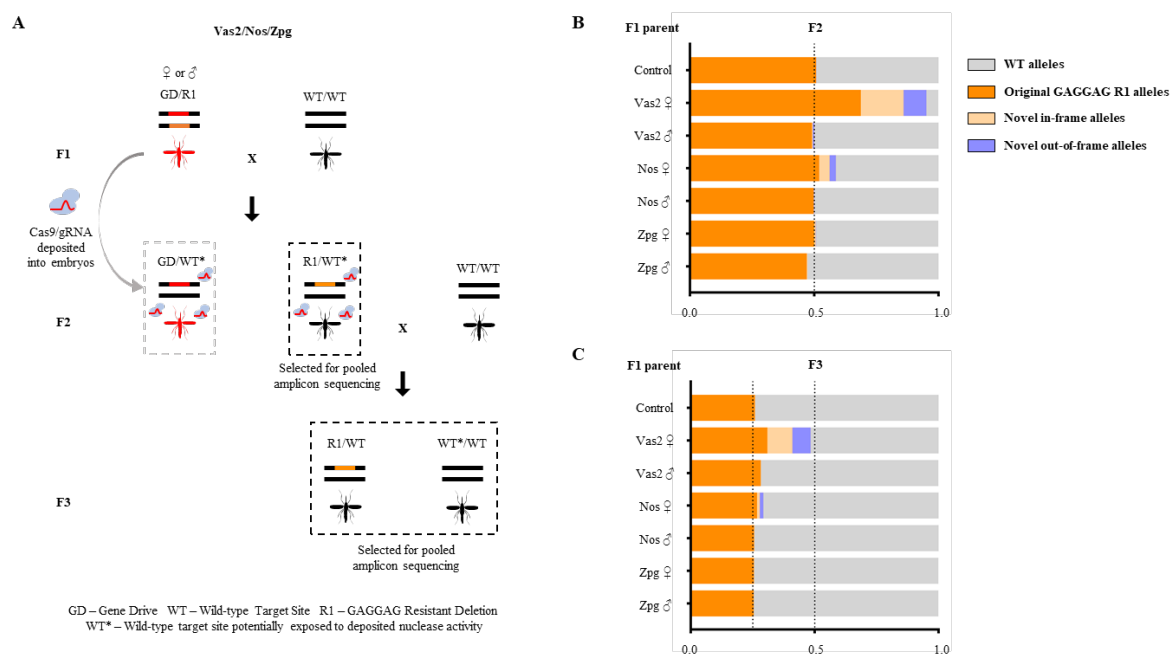 A
Vas2/Nos/Zpg
♀ or ♂
GD/R1
WT/WT
F1
X
Cas9/gRNA
deposited
into embryos
GD/WT*
R1/WT*
WT/WT
F2
X
Selected for pooled
amplicon sequencing
R1/WT
WT*/WT
F3
Selected for pooled
amplicon sequencing
GD – Gene Drive WT – Wild-type Target Site R1 – GAGGAG Resistant Deletion
WT* – Wild-type target site potentially exposed to deposited nuclease activity
B
F1 parent
F2
Control
Vas2 ♀
Vas2 ♂
Nos ♀
Nos ♂
Zpg ♀
Zpg ♂
0.0 0.5 1.0
WT alleles
Original GAGGAG R1 alleles
Novel in-frame alleles
Novel out-of-frame alleles
C
F1 parent
F3
Control
Vas2 ♀
Vas2 ♂
Nos ♀
Nos ♂
Zpg ♀
Zpg ♂
0.0 0.5 1.0